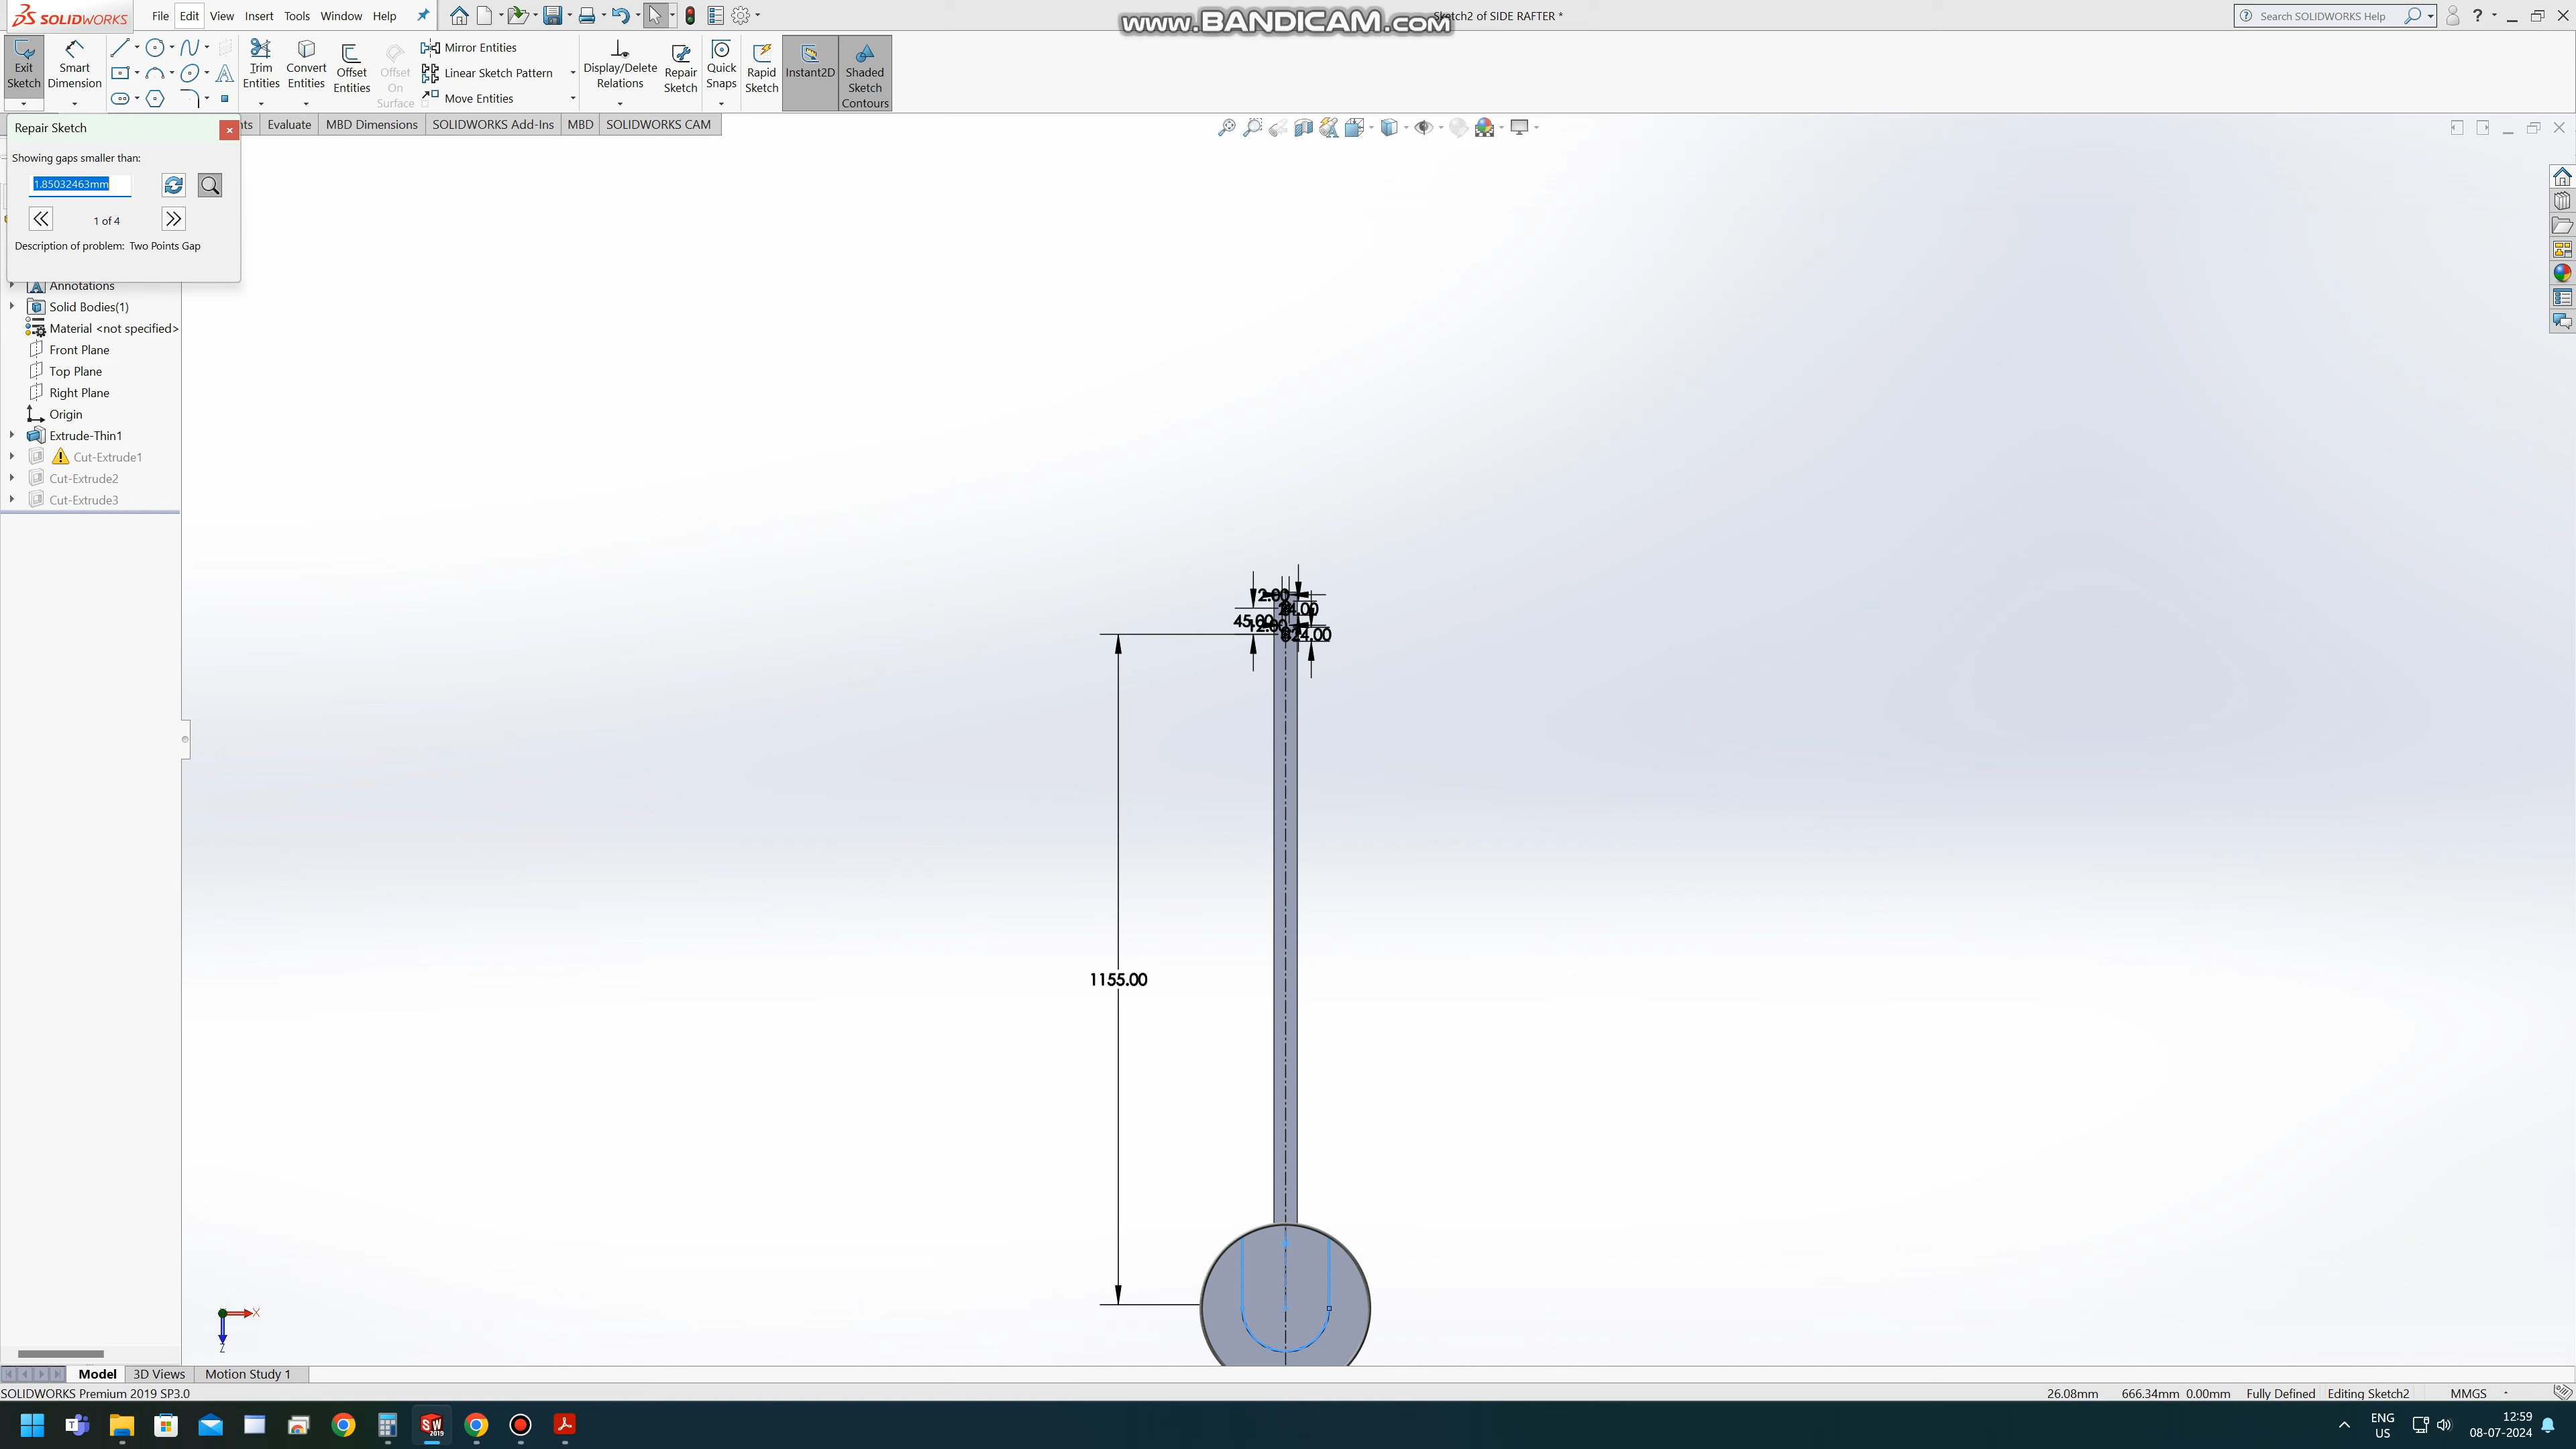 SOLIDWORKS File Edit View Insert Tools Window Help
www.BANDICAM.com
Sketch2 of SIDE RAFTER *
Search SOLIDWORKS Help
Exit Sketch
Smart Dimension
Trim Entities
Convert Entities
Offset Entities
Offset On Surface
Mirror Entities
Linear Sketch Pattern
Move Entities
Display/Delete Relations
Repair Sketch
Quick Snaps
Rapid Sketch
Instant2D
Shaded Sketch Contours
nts Evaluate MBD Dimensions SOLIDWORKS Add-Ins MBD SOLIDWORKS CAM
Repair Sketch
Showing gaps smaller than:
1.85032463mm
1 of 4
Description of problem: Two Points Gap
Annotations
Solid Bodies(1)
Material <not specified>
Front Plane
Top Plane
Right Plane
Origin
Extrude-Thin1
Cut-Extrude1
Cut-Extrude2
Cut-Extrude3
45.00
1155.00
X
Z
Model 3D Views Motion Study 1
SOLIDWORKS Premium 2019 SP3.0
26.08mm 666.34mm 0.00mm Fully Defined Editing Sketch2 MMGS
ENG
US
12:59
08-07-2024